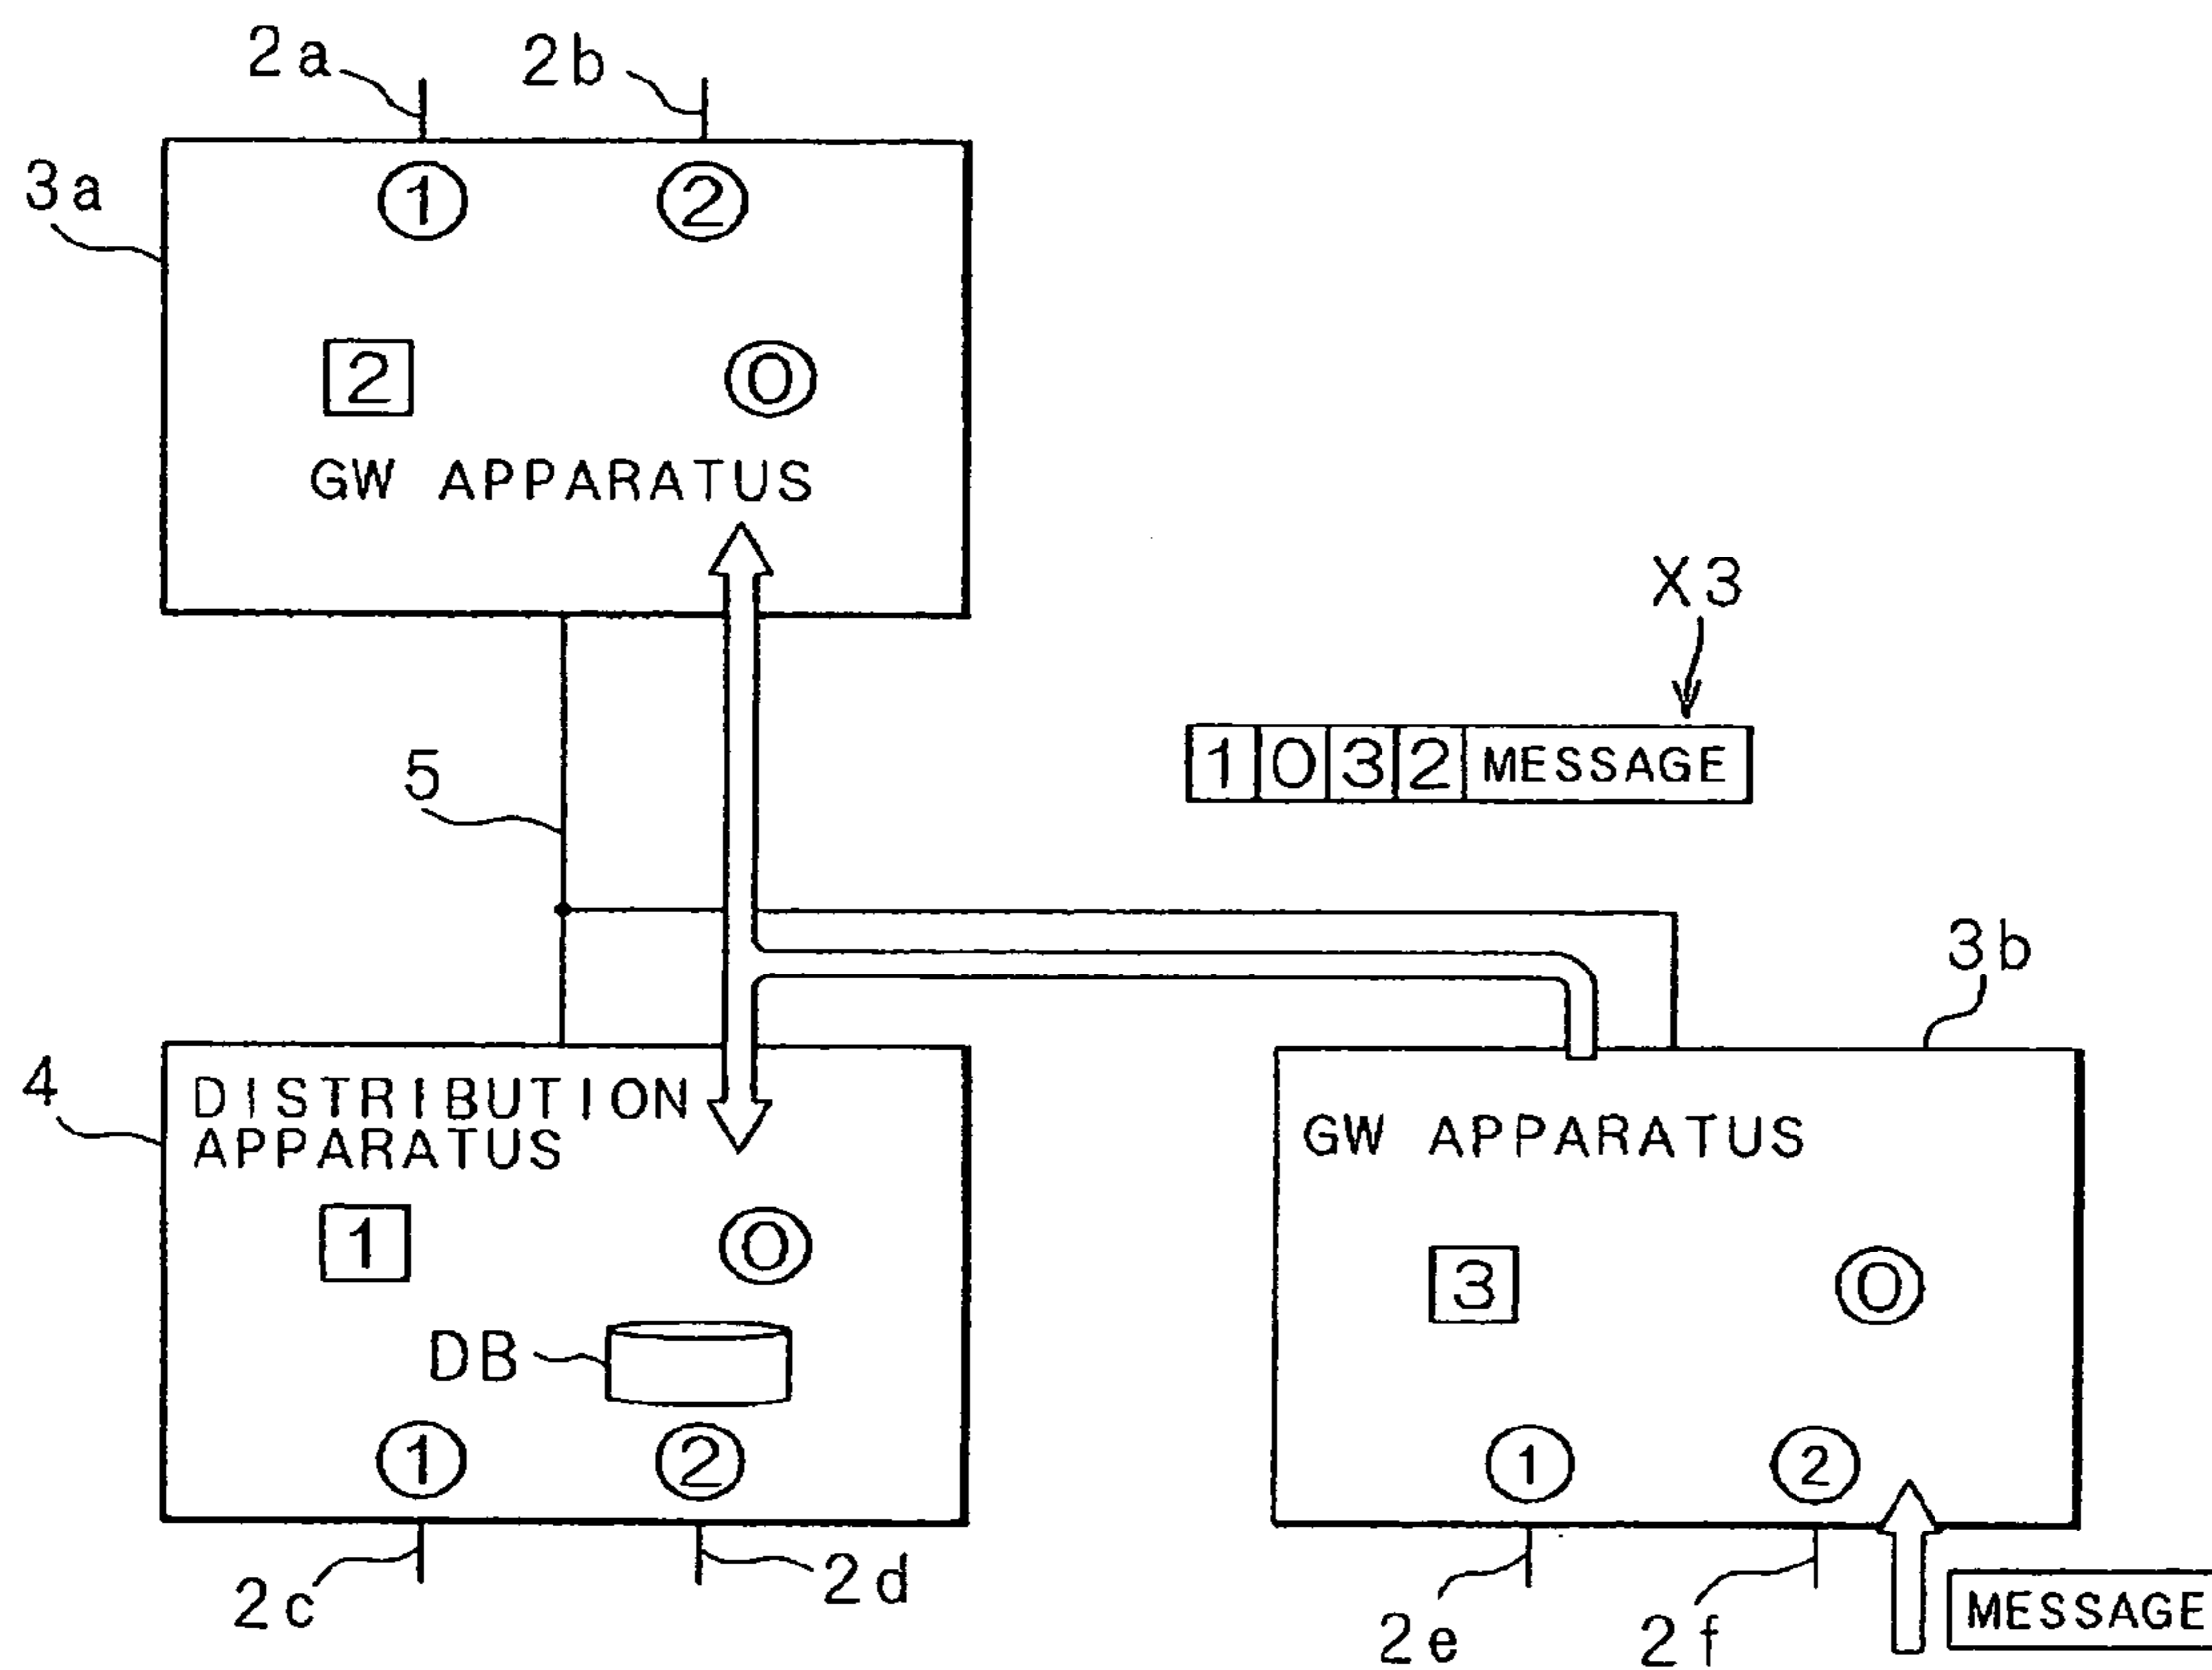 2a 2b
3a
1 2
2 0
GW APPARATUS
X3
1 0 3 2 MESSAGE
5
3b
4
DISTRIBUTION
APPARATUS
1 0
DB
1 2
2c 2d
GW APPARATUS
3 0
1 2
2e 2f
MESSAGE